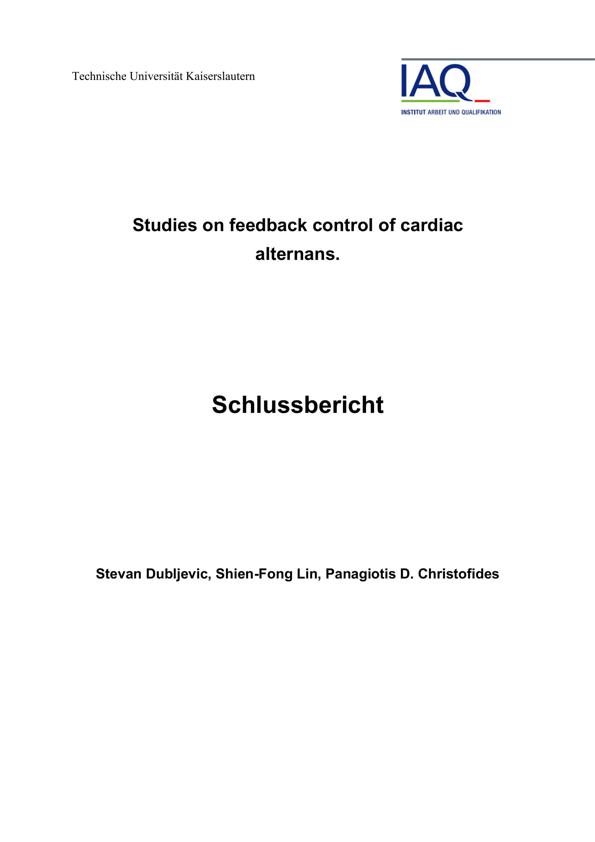 Technische Universität Kaiserslautern
IAQ
INSTITUT ARBEIT UND QUALIFIKATION
Studies on feedback control of cardiac
alternans.
Schlussbericht
Stevan Dubljevic, Shien-Fong Lin, Panagiotis D. Christofides